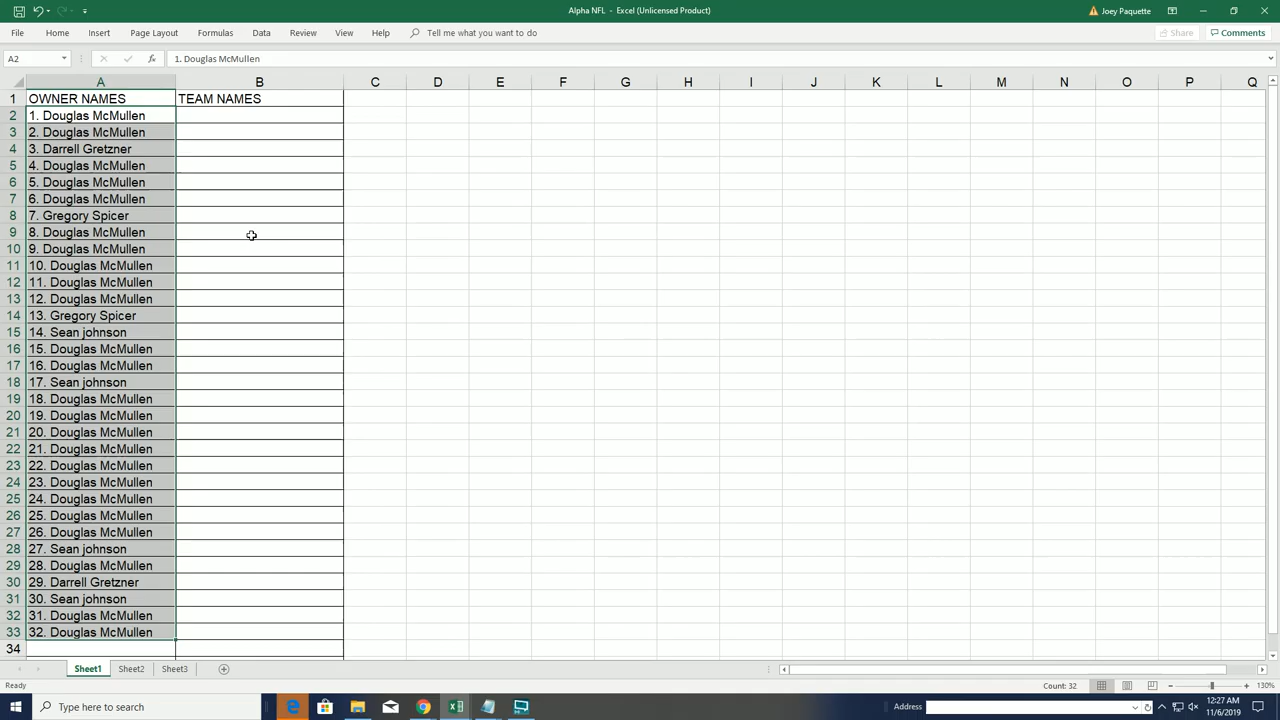 Alpha NFL - Excel (Unlicensed Product)
Joey Paquette
File Home Insert Page Layout Formulas Data Review View Help Tell me what you want to do
Share Comments
A2 fx 1. Douglas McMullen
A B C D E F G H I J K L M N O P Q
1 OWNER NAMES TEAM NAMES
2 1. Douglas McMullen
3 2. Douglas McMullen
4 3. Darrell Gretzner
5 4. Douglas McMullen
6 5. Douglas McMullen
7 6. Douglas McMullen
8 7. Gregory Spicer
9 8. Douglas McMullen
10 9. Douglas McMullen
11 10. Douglas McMullen
12 11. Douglas McMullen
13 12. Douglas McMullen
14 13. Gregory Spicer
15 14. Sean johnson
16 15. Douglas McMullen
17 16. Douglas McMullen
18 17. Sean johnson
19 18. Douglas McMullen
20 19. Douglas McMullen
21 20. Douglas McMullen
22 21. Douglas McMullen
23 22. Douglas McMullen
24 23. Douglas McMullen
25 24. Douglas McMullen
26 25. Douglas McMullen
27 26. Douglas McMullen
28 27. Sean johnson
29 28. Douglas McMullen
30 29. Darrell Gretzner
31 30. Sean johnson
32 31. Douglas McMullen
33 32. Douglas McMullen
34
Sheet1 Sheet2 Sheet3
Ready Count: 32 130%
Type here to search Address 12:27 AM
11/6/2019